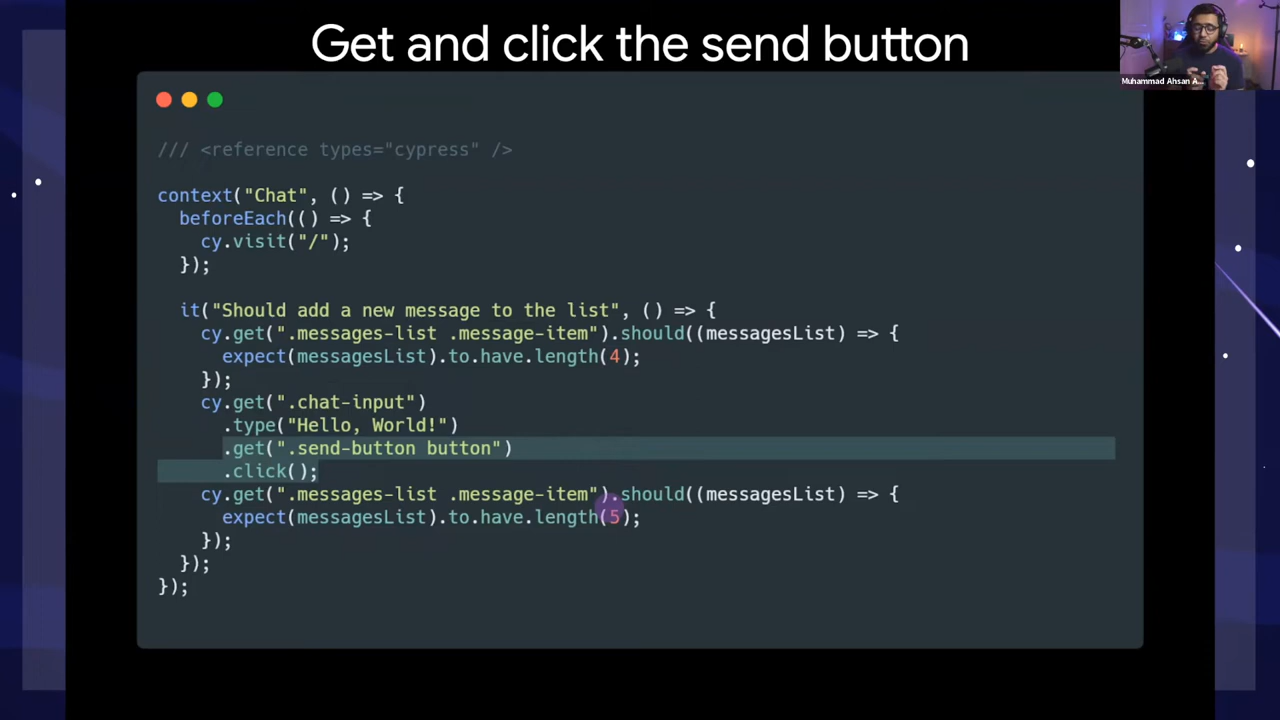 Get and click the send button
Muhammad Ahsan A...
/// <reference types="cypress" />
context("Chat", () => {
  beforeEach(() => {
    cy.visit("/");
  });
  it("Should add a new message to the list", () => {
    cy.get(".messages-list .message-item").should((messagesList) => {
      expect(messagesList).to.have.length(4);
    });
    cy.get(".chat-input")
      .type("Hello, World!")
      .get(".send-button button")
      .click();
    cy.get(".messages-list .message-item").should((messagesList) => {
      expect(messagesList).to.have.length(5);
    });
  });
});